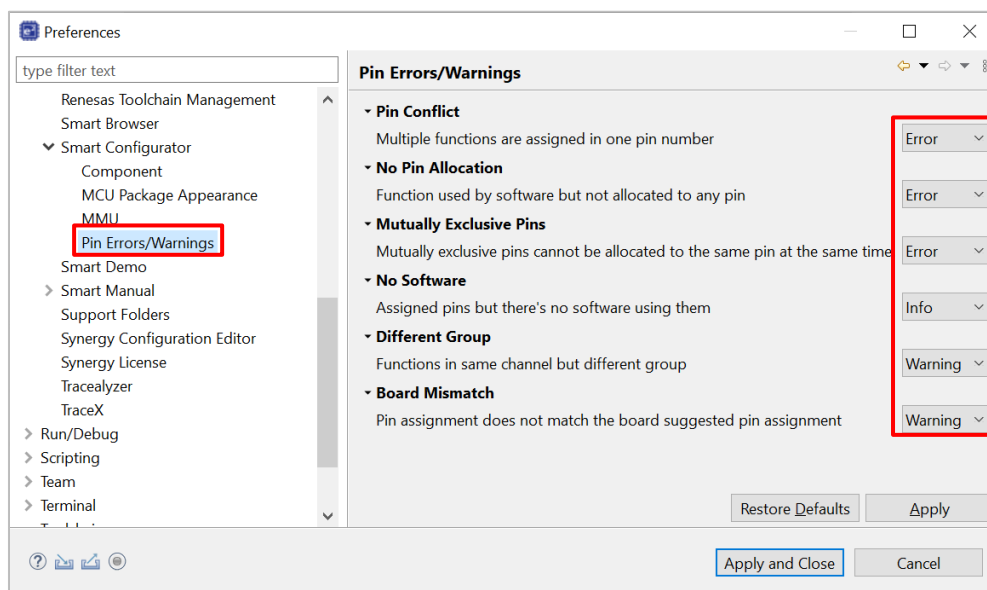 Preferences
type filter text
Renesas Toolchain Management
Smart Browser
Smart Configurator
Component
MCU Package Appearance
MMU
Pin Errors/Warnings
Smart Demo
Smart Manual
Support Folders
Synergy Configuration Editor
Synergy License
Tracealyzer
TraceX
Run/Debug
Scripting
Team
Terminal
Pin Errors/Warnings
Pin Conflict
Multiple functions are assigned in one pin number
Error
No Pin Allocation
Function used by software but not allocated to any pin
Error
Mutually Exclusive Pins
Mutually exclusive pins cannot be allocated to the same pin at the same time
Error
No Software
Assigned pins but there's no software using them
Info
Different Group
Functions in same channel but different group
Warning
Board Mismatch
Pin assignment does not match the board suggested pin assignment
Warning
Restore Defaults
Apply
Apply and Close
Cancel